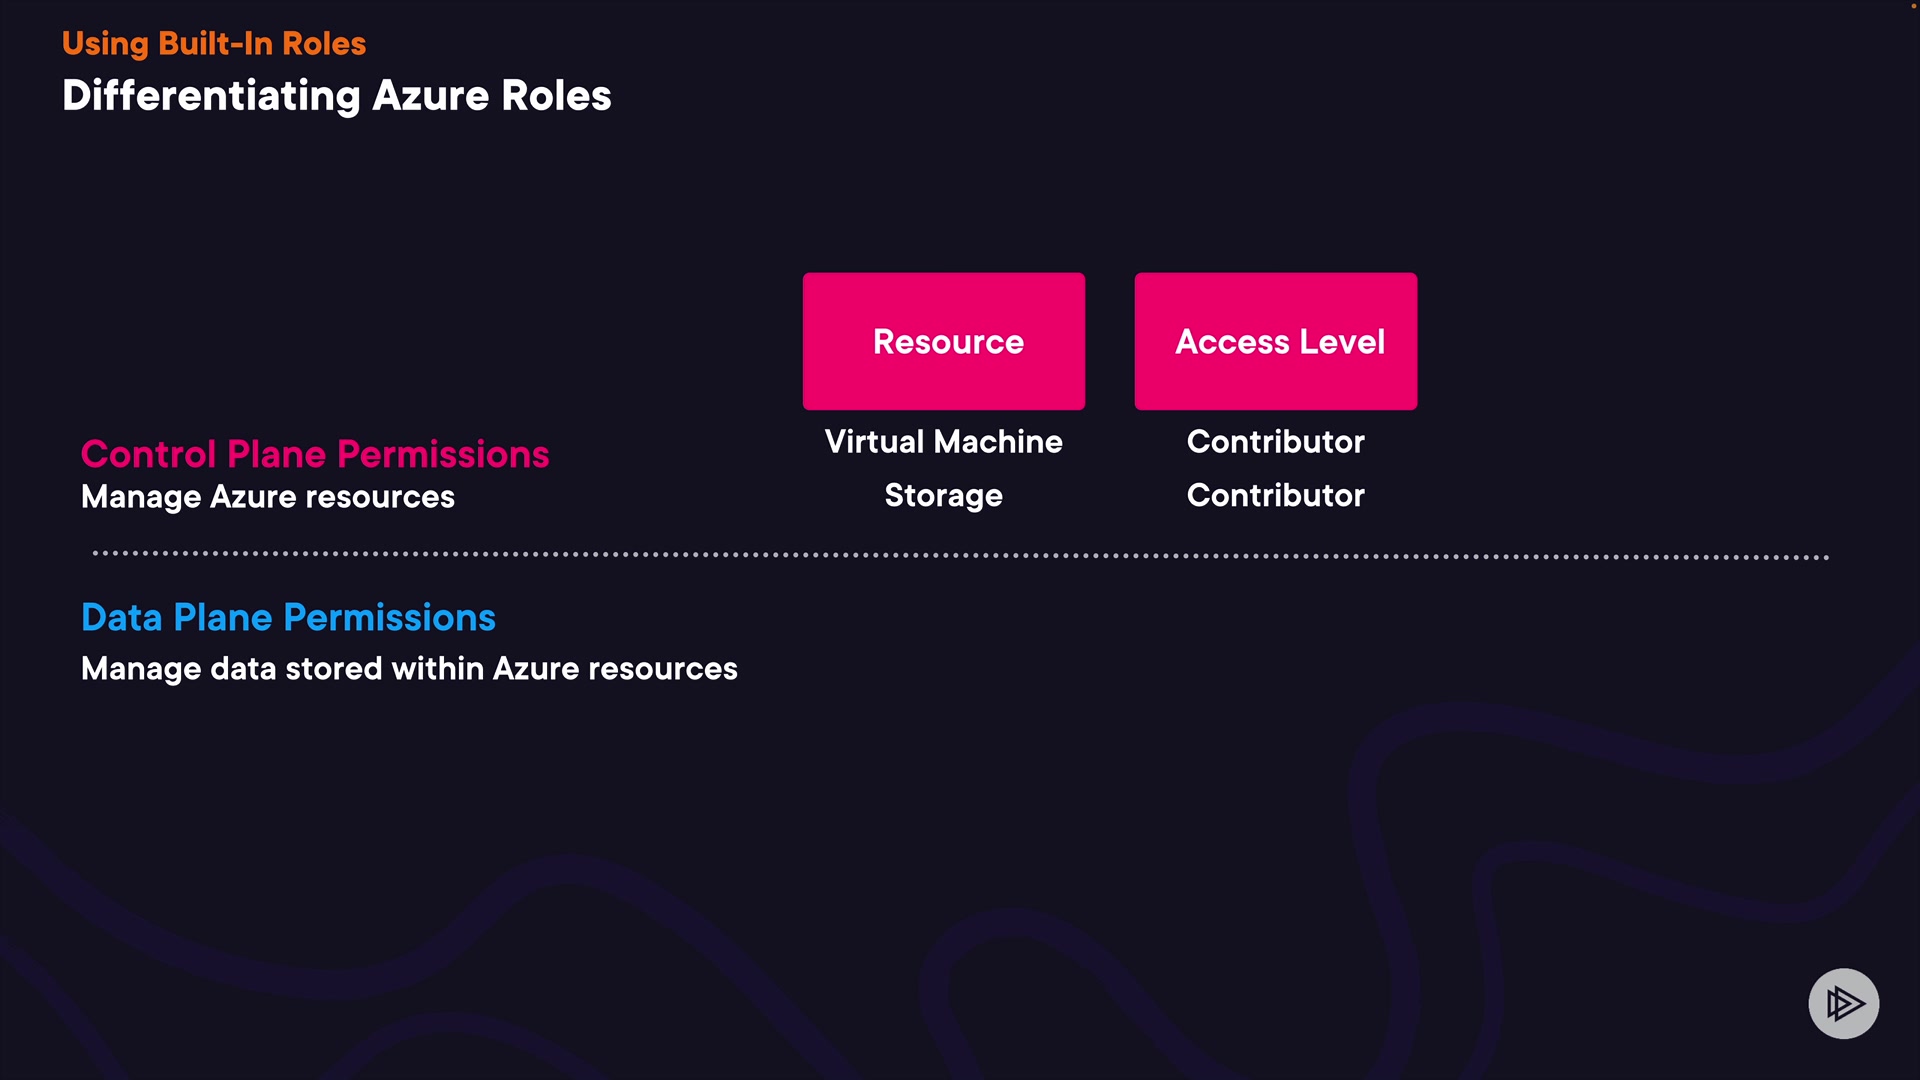 Using Built-In Roles
Differentiating Azure Roles
Resource
Access Level
Control Plane Permissions
Manage Azure resources
Virtual Machine
Contributor
Storage
Contributor
Data Plane Permissions
Manage data stored within Azure resources